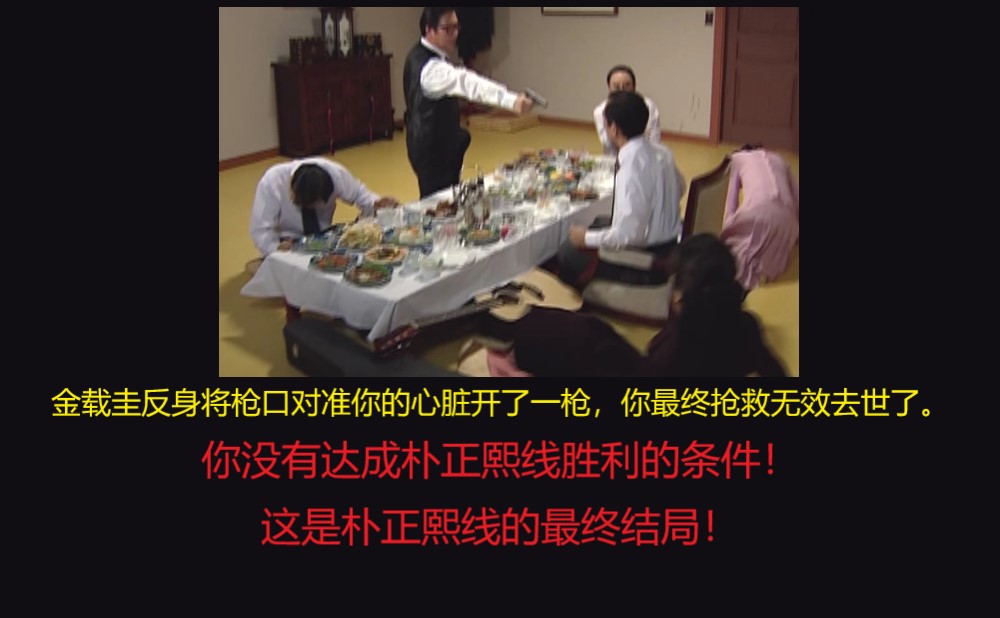 金载圭反身将枪口对准你的心脏开了一枪，你最终抢救无效去世了。
你没有达成朴正熙线胜利的条件！
这是朴正熙线的最终结局！